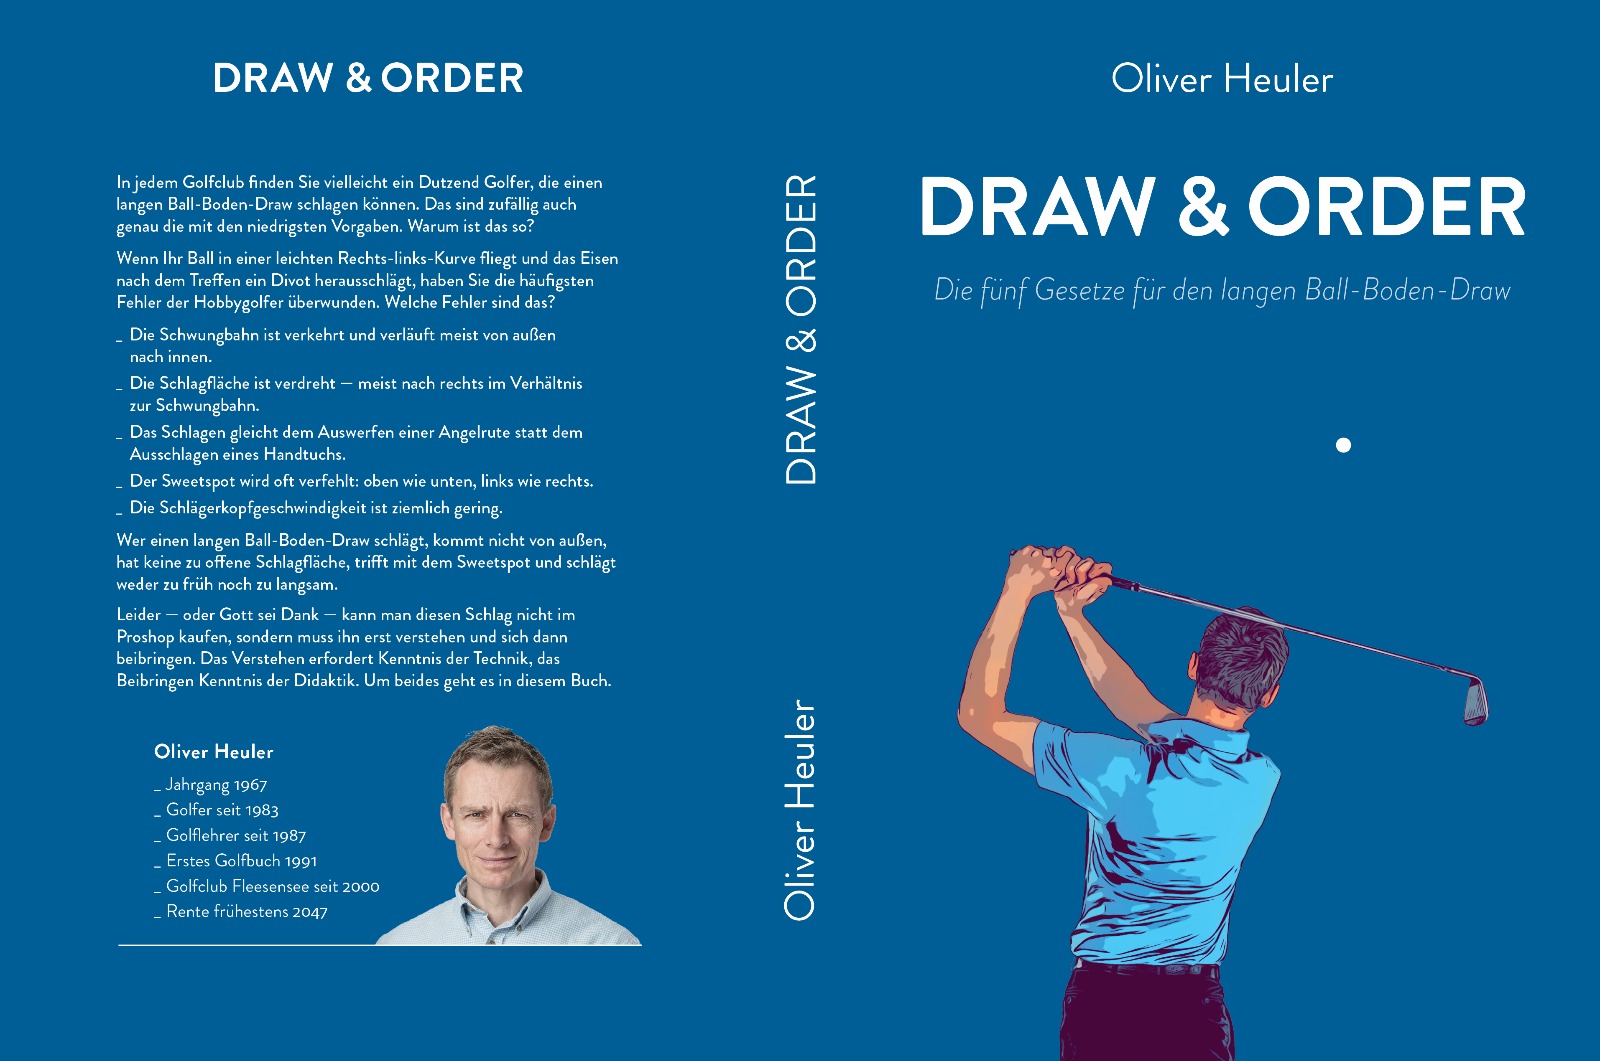 DRAW & ORDER
In jedem Golfclub finden Sie vielleicht ein Dutzend Golfer, die einen
langen Ball-Boden-Draw schlagen können. Das sind zufällig auch
genau die mit den niedrigsten Vorgaben. Warum ist das so?
Wenn Ihr Ball in einer leichten Rechts-links-Kurve fliegt und das Eisen
nach dem Treffen ein Divot herausschlägt, haben Sie die häufigsten
Fehler der Hobbygolfer überwunden. Welche Fehler sind das?
_ Die Schwungbahn ist verkehrt und verläuft meist von außen
nach innen.
_ Die Schlagfläche ist verdreht — meist nach rechts im Verhältnis
zur Schwungbahn.
_ Das Schlagen gleicht dem Auswerfen einer Angelrute statt dem
Ausschlagen eines Handtuchs.
_ Der Sweetspot wird oft verfehlt: oben wie unten, links wie rechts.
_ Die Schlägerkopfgeschwindigkeit ist ziemlich gering.
Wer einen langen Ball-Boden-Draw schlägt, kommt nicht von außen,
hat keine zu offene Schlagfläche, trifft mit dem Sweetspot und schlägt
weder zu früh noch zu langsam.
Leider — oder Gott sei Dank — kann man diesen Schlag nicht im
Proshop kaufen, sondern muss ihn erst verstehen und sich dann
beibringen. Das Verstehen erfordert Kenntnis der Technik, das
Beibringen Kenntnis der Didaktik. Um beides geht es in diesem Buch.
Oliver Heuler
_ Jahrgang 1967
_ Golfer seit 1983
_ Golflehrer seit 1987
_ Erstes Golfbuch 1991
_ Golfclub Fleesensee seit 2000
_ Rente frühestens 2047
Oliver Heuler DRAW & ORDER
Oliver Heuler
DRAW & ORDER
Die fünf Gesetze für den langen Ball-Boden-Draw